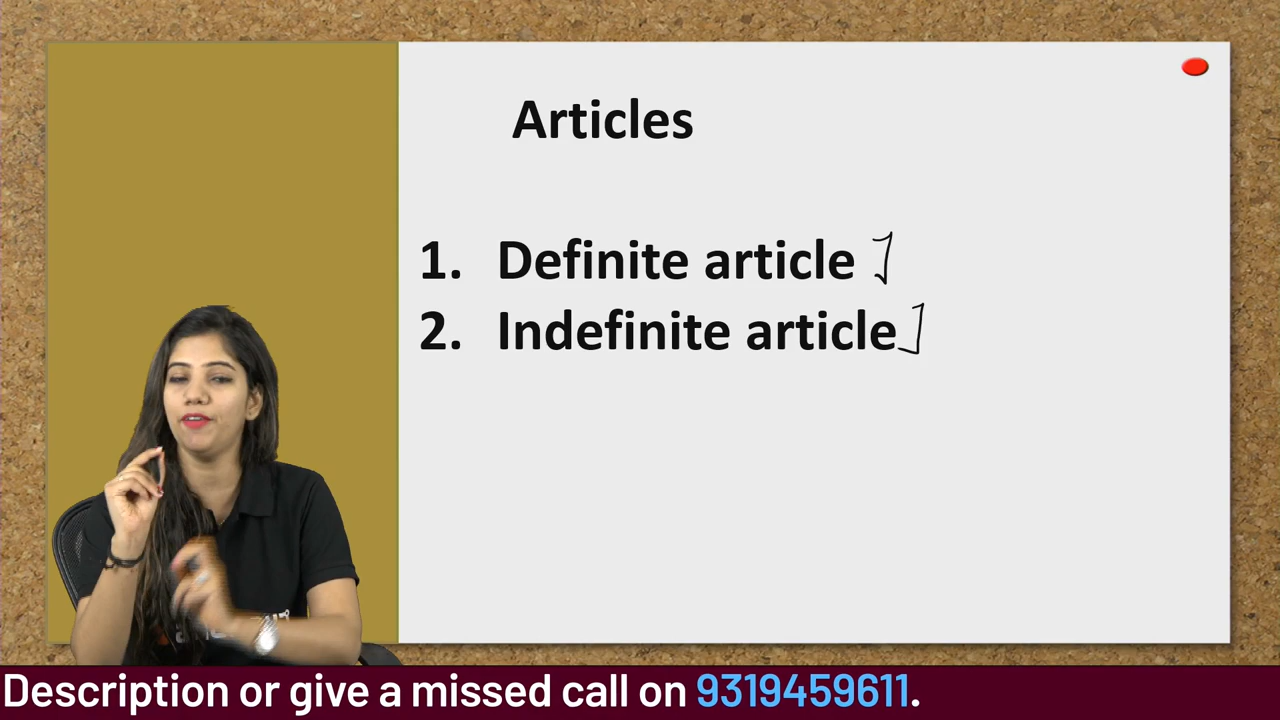 Articles
1. Definite article
2. Indefinite article
Description or give a missed call on 9319459611.